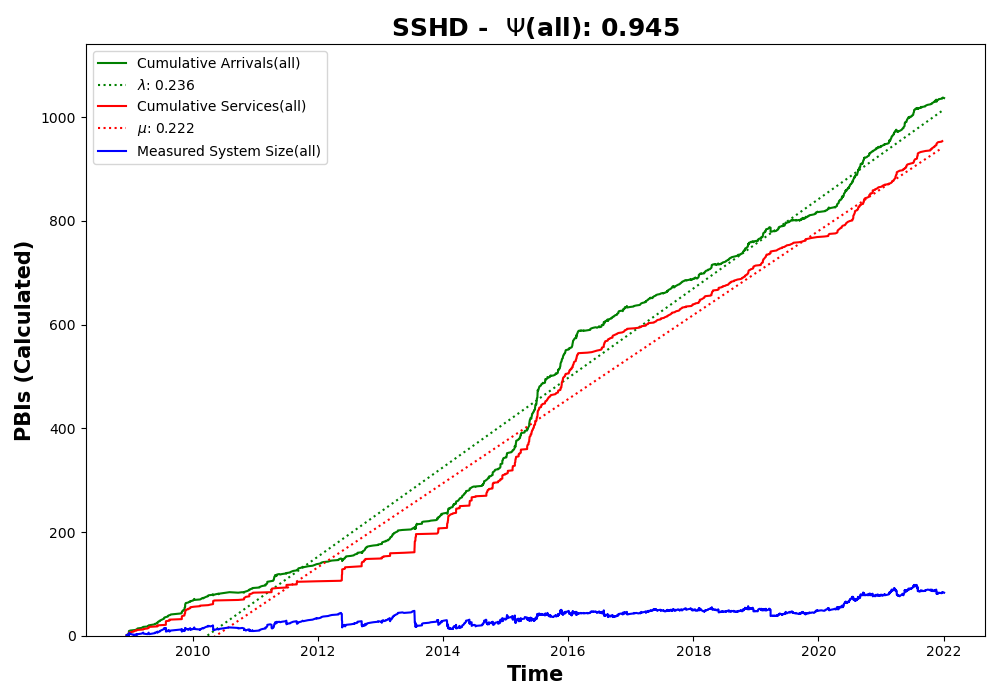 SSHD - Ψ(all): 0.945
Cumulative Arrivals(all)
λ: 0.236
Cumulative Services(all)
μ: 0.222
Measured System Size(all)
PBIs (Calculated)
1000
800
600
400
200
0
2010 2012 2014 2016 2018 2020 2022
Time